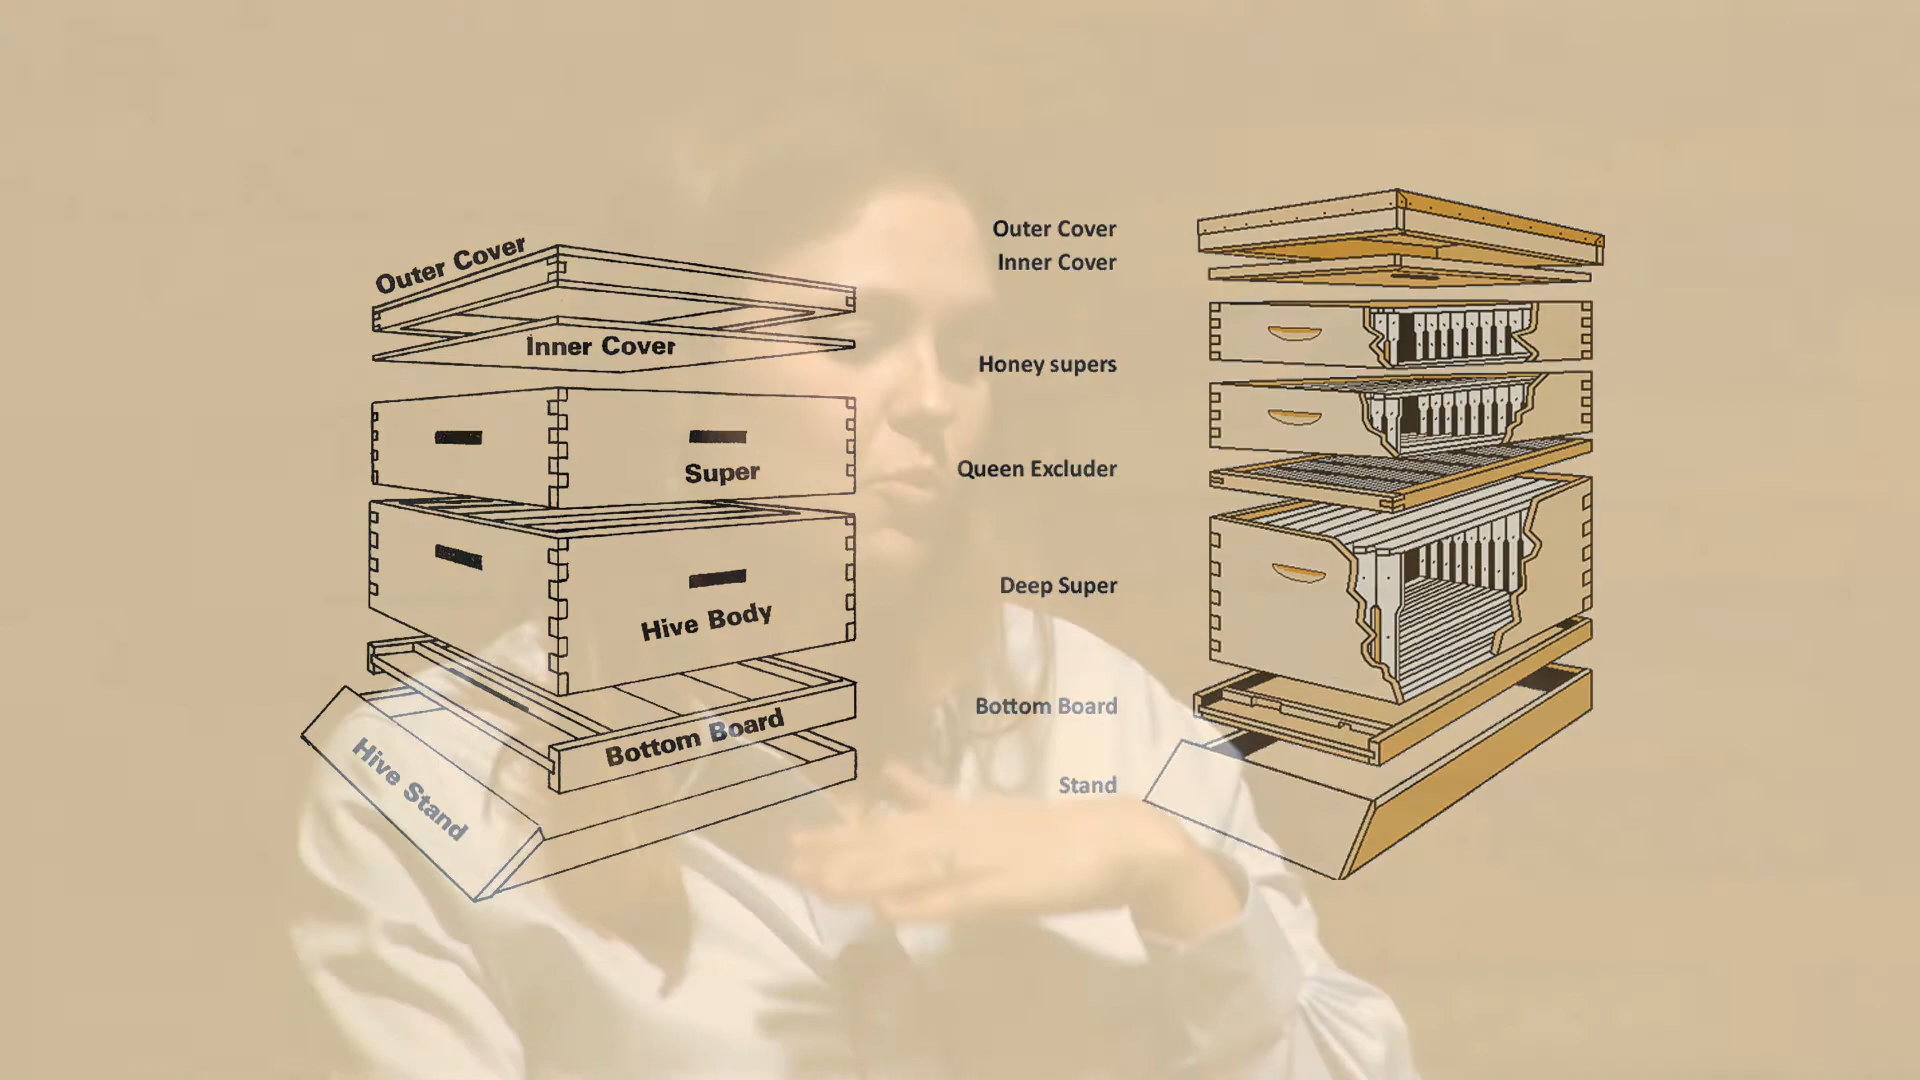 Outer Cover
Inner Cover
Super
Hive Body
Bottom Board
Hive Stand
Outer Cover
Inner Cover
Honey supers
Queen Excluder
Deep Super
Bottom Board
Stand